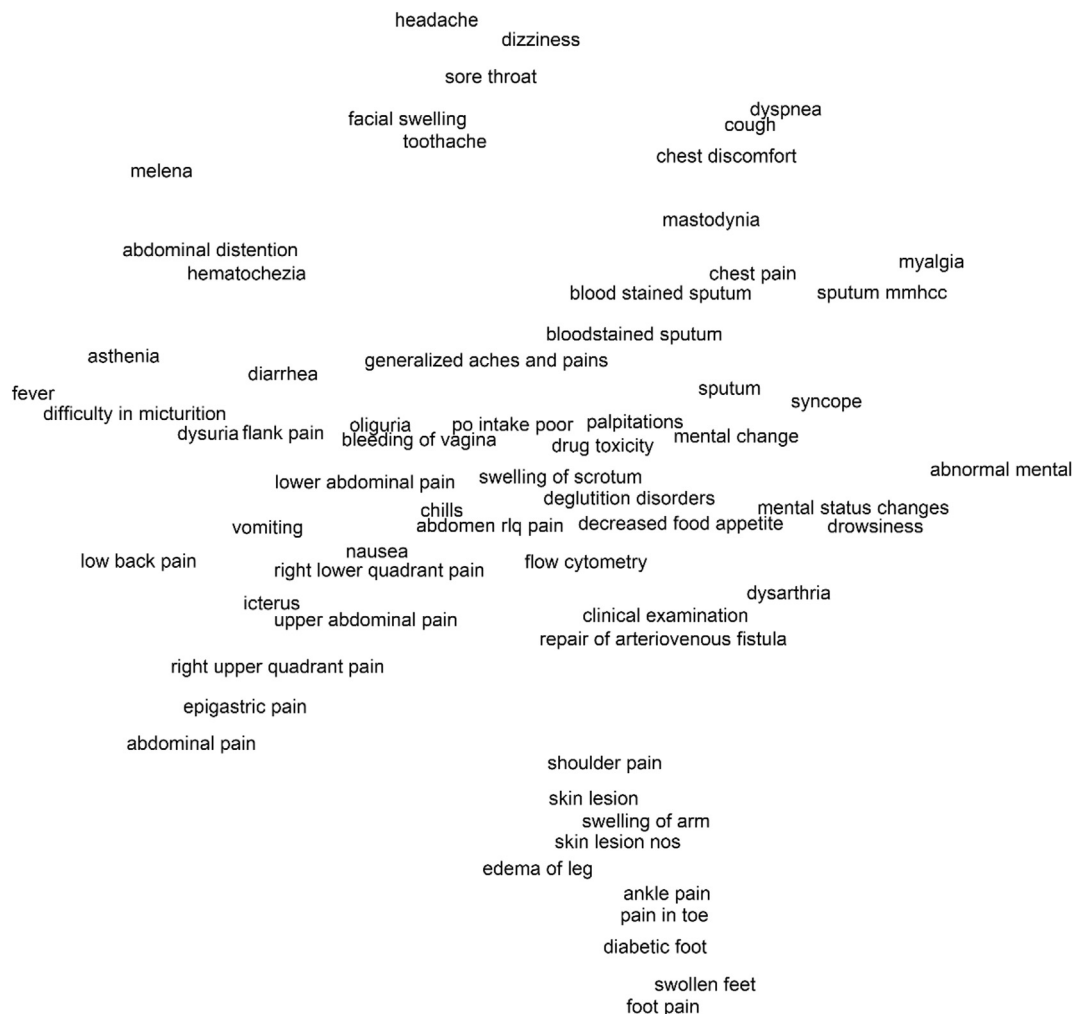 headache
dizziness
sore throat
dyspnea
facial swelling
cough
toothache
chest discomfort
melena
mastodynia
abdominal distention
myalgia
hematochezia
chest pain
blood stained sputum
sputum mmhcc
bloodstained sputum
asthenia
generalized aches and pains
diarrhea
sputum
fever
syncope
difficulty in micturition
palpitations
oliguria
po intake poor
dysuria
flank pain
mental change
bleeding of vagina
drug toxicity
abnormal mental
swelling of scrotum
lower abdominal pain
deglutition disorders
mental status changes
chills
decreased food appetite
abdomen rlq pain
vomiting
drowsiness
nausea
low back pain
flow cytometry
right lower quadrant pain
dysarthria
icterus
clinical examination
upper abdominal pain
repair of arteriovenous fistula
right upper quadrant pain
epigastric pain
abdominal pain
shoulder pain
skin lesion
swelling of arm
skin lesion nos
edema of leg
ankle pain
pain in toe
diabetic foot
swollen feet
foot pain